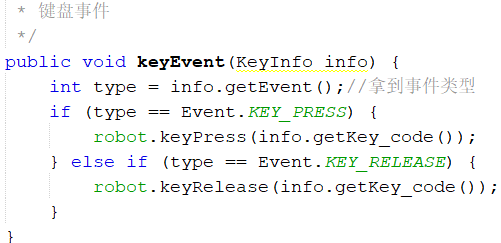 * 键盘事件
*/
public void keyEvent(KeyInfo info) {
int type = info.getEvent();//拿到事件类型
if (type == Event.KEY_PRESS) {
robot.keyPress(info.getKey_code());
} else if (type == Event.KEY_RELEASE) {
robot.keyRelease(info.getKey_code());
}
}